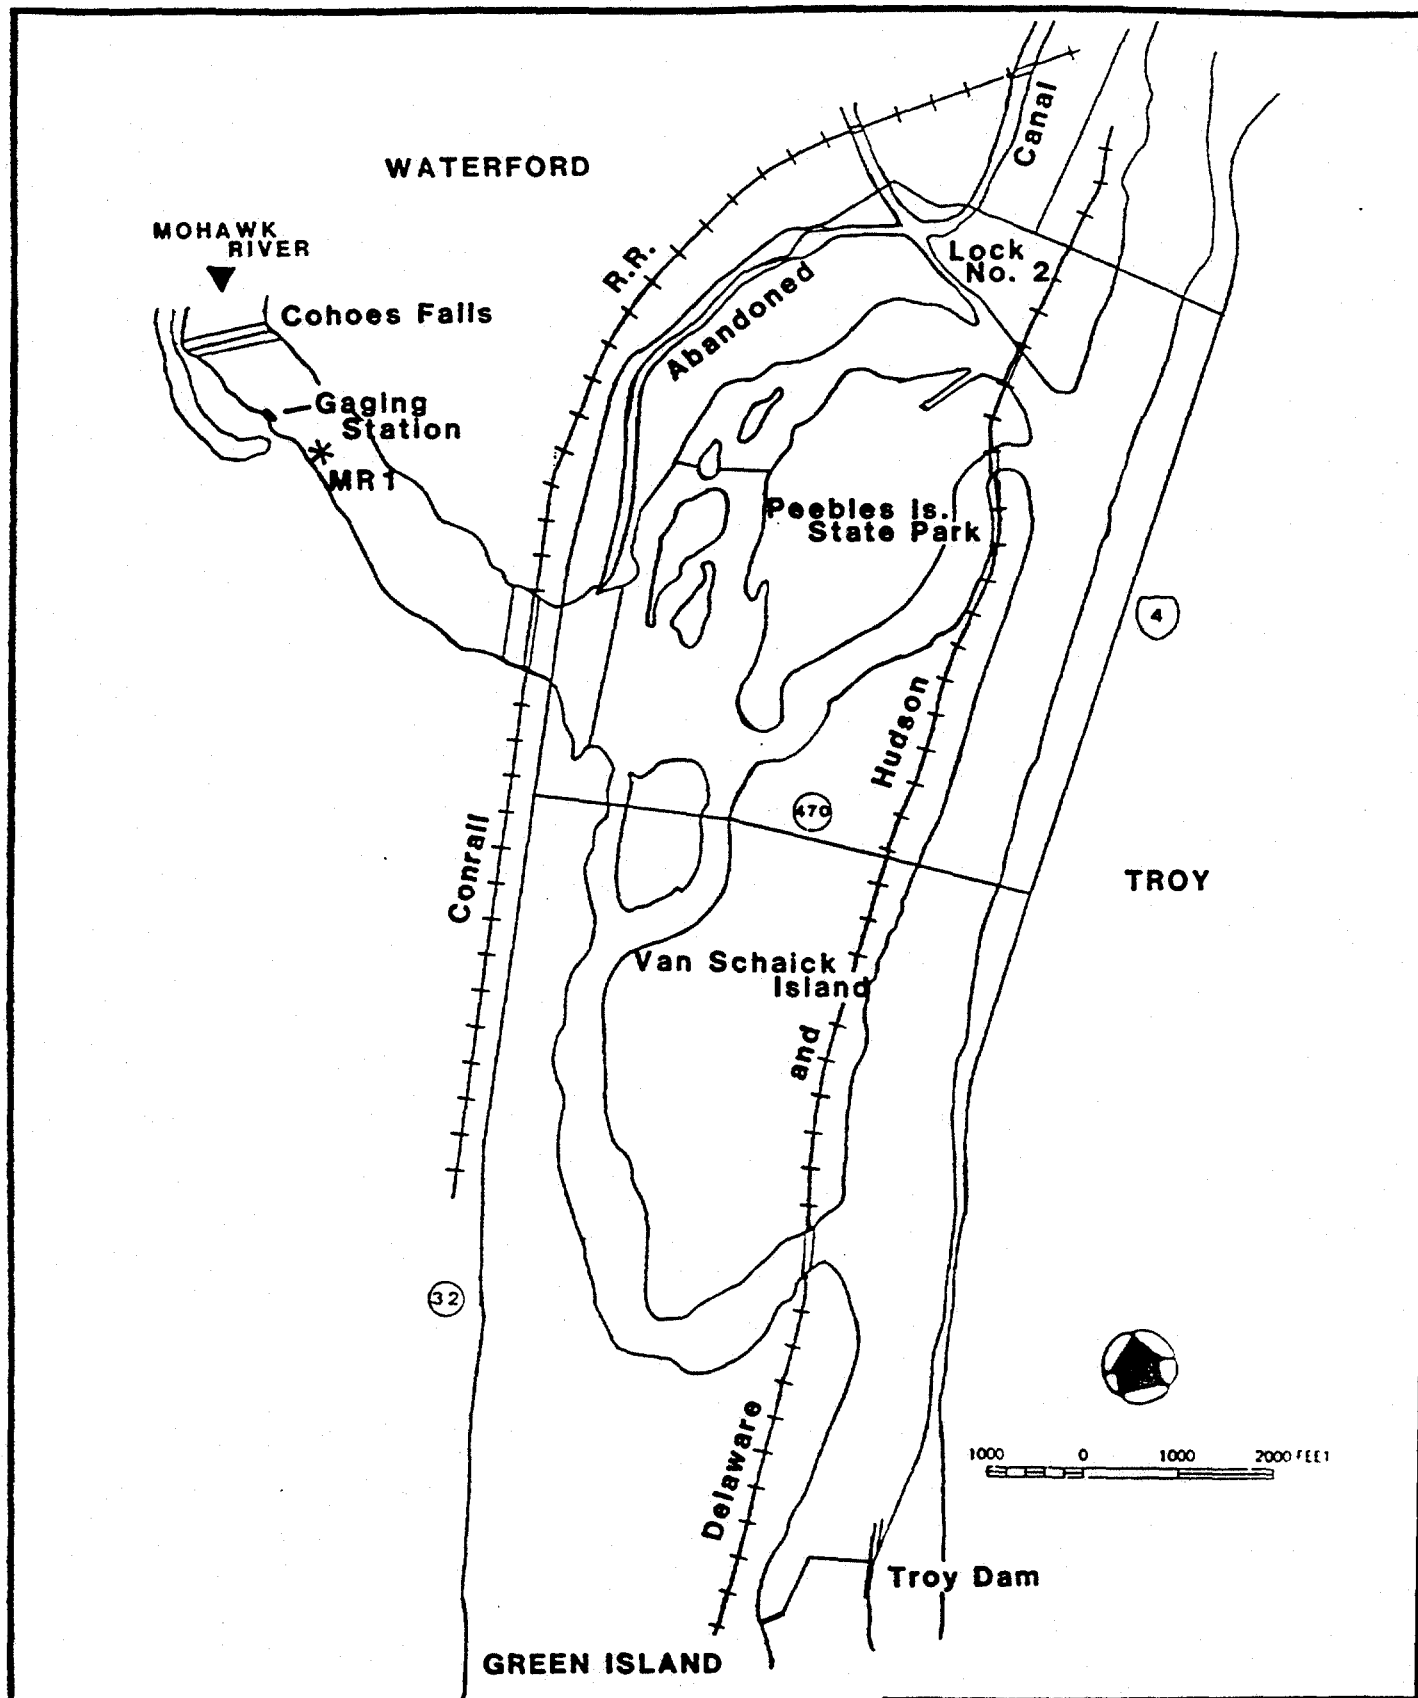 WATERFORD
Canal
MOHAWK
RIVER
R.R.
Lock
No. 2
Cohoes Falls
Abandoned
Gaging
Station
MR1
Peebles Is.
State Park
4
Hudson
470
Conrail
TROY
Van Schaick
Island
and
32
Delaware
1000 0 1000 2000 FEET
Troy Dam
GREEN ISLAND